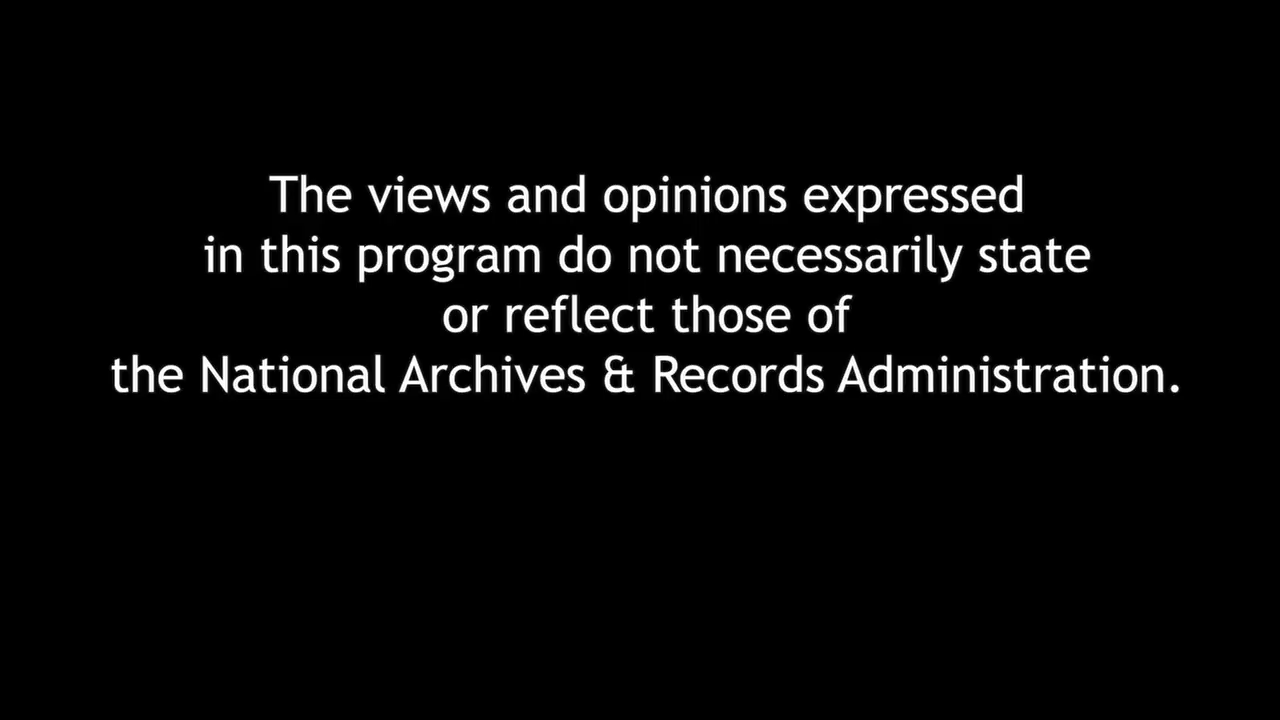 The views and opinions expressed
in this program do not necessarily state
or reflect those of
the National Archives & Records Administration.